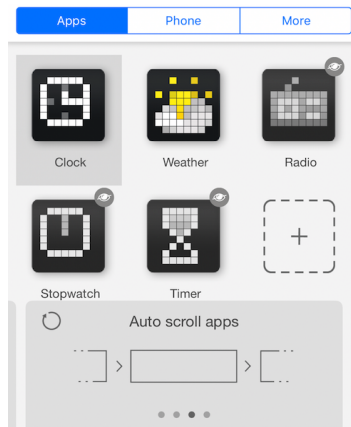 Apps Phone More
Clock Weather Radio
Stopwatch Timer
Auto scroll apps